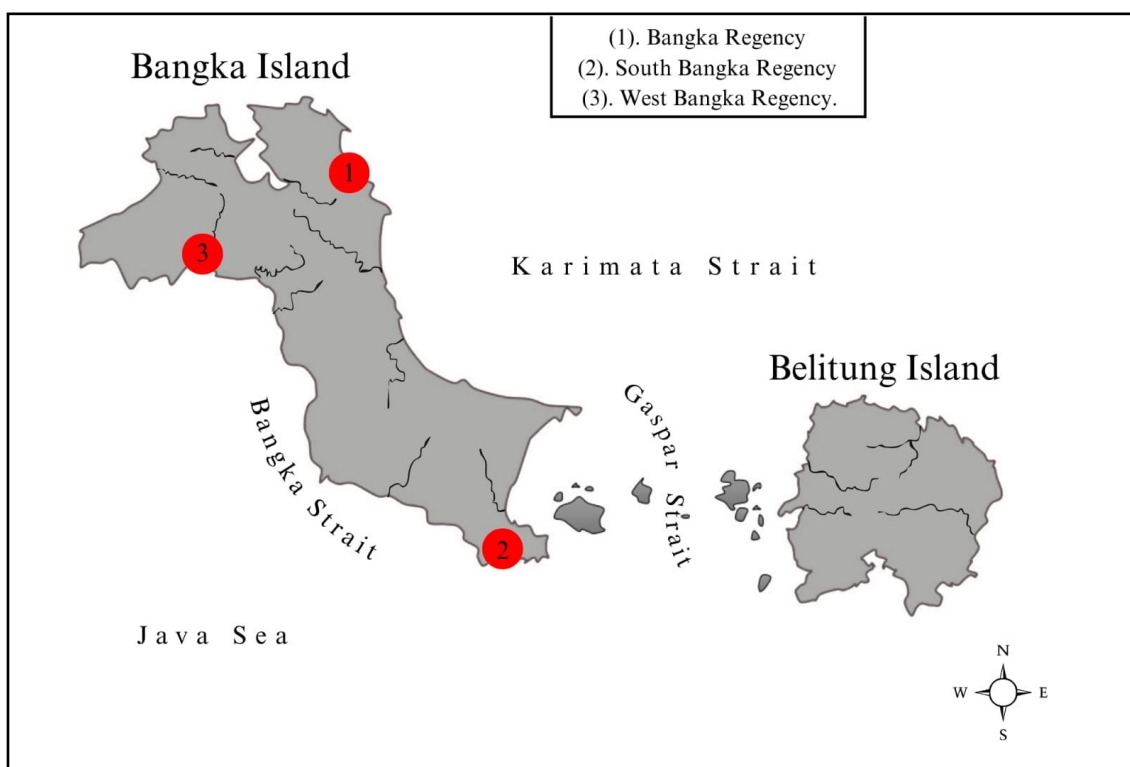 (1). Bangka Regency
(2). South Bangka Regency
(3). West Bangka Regency.
Bangka Island
1
3
Karimata Strait
Belitung Island
Gaspar Strait
Bangka Strait
2
Java Sea
N
W E
S